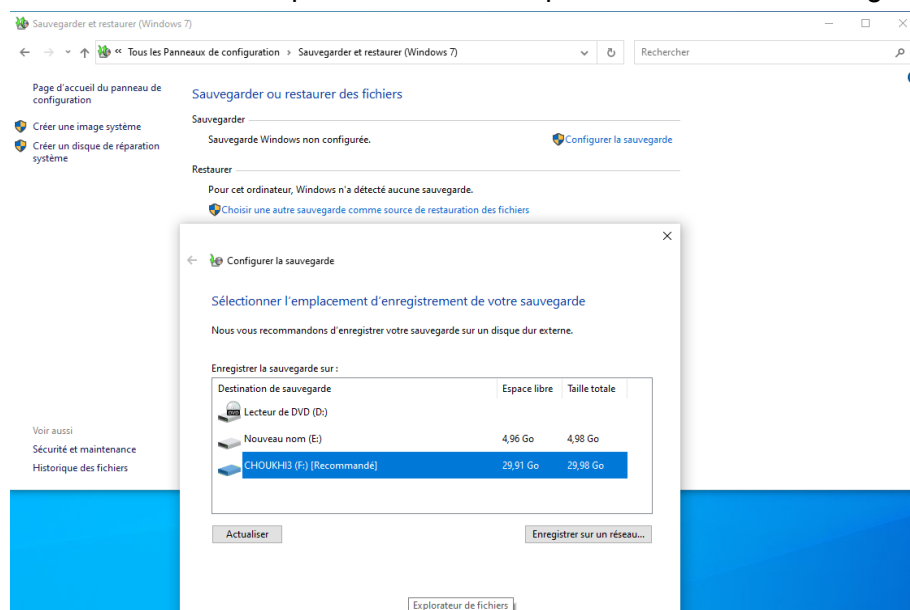 Sauvegarder et restaurer (Windows 7)
« Tous les Panneaux de configuration > Sauvegarder et restaurer (Windows 7)
Rechercher
Page d'accueil du panneau de
configuration
Créer une image système
Créer un disque de réparation
système
Sauvegarder ou restaurer des fichiers
Sauvegarder
Sauvegarde Windows non configurée.
Configurer la sauvegarde
Restaurer
Pour cet ordinateur, Windows n'a détecté aucune sauvegarde.
Choisir une autre sauvegarde comme source de restauration des fichiers
Configurer la sauvegarde
Sélectionner l'emplacement d'enregistrement de votre sauvegarde
Nous vous recommandons d'enregistrer votre sauvegarde sur un disque dur externe.
Enregistrer la sauvegarde sur :
Destination de sauvegarde Espace libre Taille totale
DVD Lecteur de DVD (D:)
Nouveau nom (E:) 4,96 Go 4,98 Go
CHOUKHI3 (F:) [Recommandé] 29,91 Go 29,98 Go
Actualiser
Enregistrer sur un réseau...
Voir aussi
Sécurité et maintenance
Historique des fichiers
Explorateur de fichiers